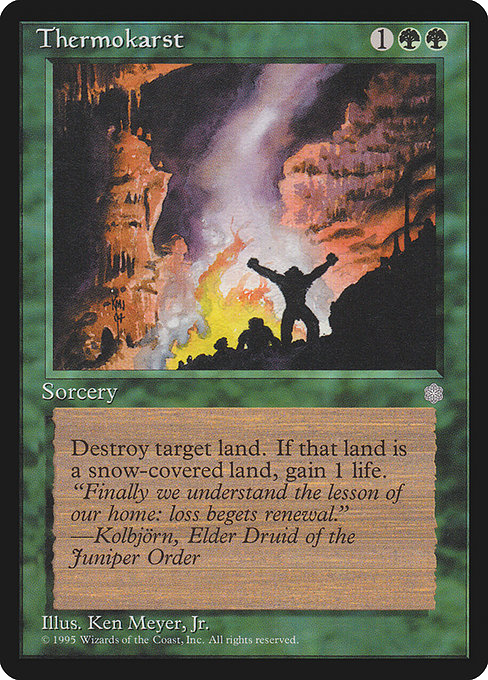 Thermokarst 1
Sorcery
Destroy target land. If that land is
a snow-covered land, gain 1 life.
“Finally we understand the lesson of
our home: loss begets renewal.”
—Kolbjörn, Elder Druid of the
Juniper Order
Illus. Ken Meyer, Jr.
© 1995 Wizards of the Coast, Inc. All rights reserved.